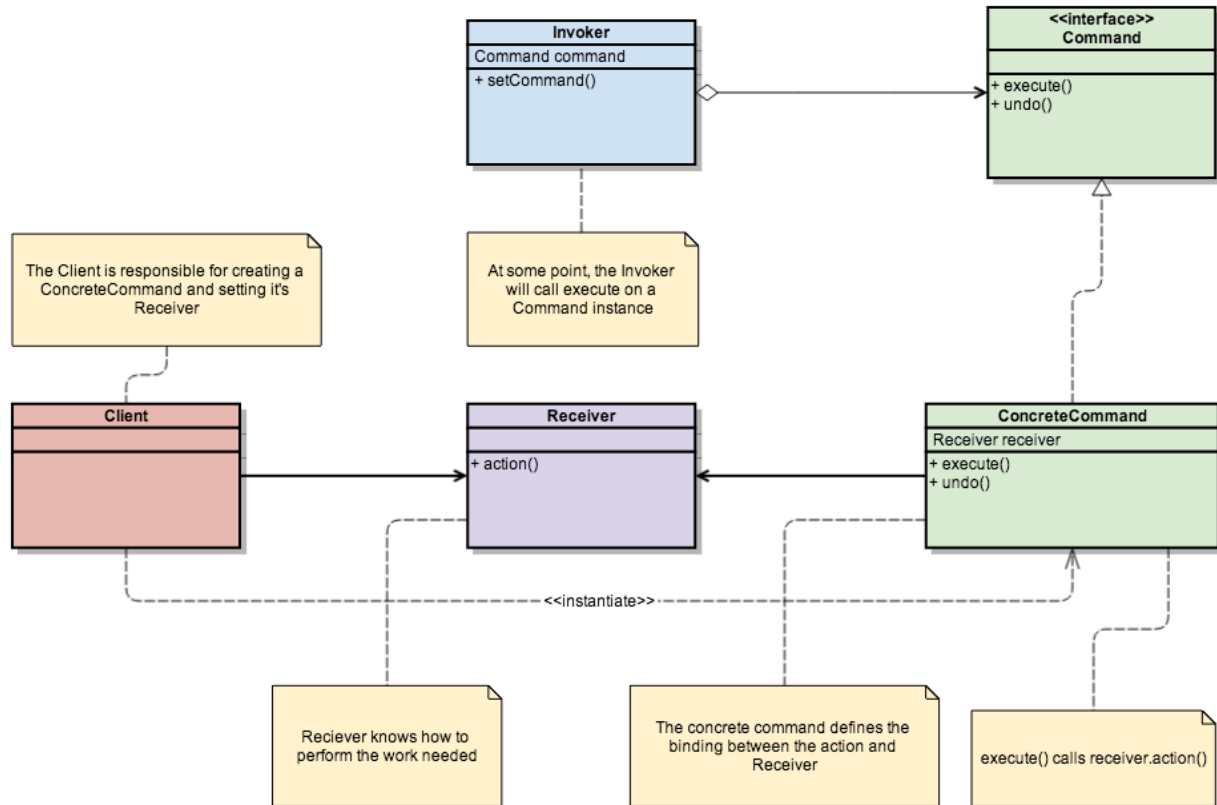 Invoker
Command command
+ setCommand()
<<interface>>
Command
+ execute()
+ undo()
The Client is responsible for creating a
ConcreteCommand and setting it's
Receiver
At some point, the Invoker
will call execute on a
Command instance
Client
Receiver
+ action()
ConcreteCommand
Receiver receiver
+ execute()
+ undo()
<<instantiate>>
Reciever knows how to
perform the work needed
The concrete command defines the
binding between the action and
Receiver
execute() calls receiver.action()